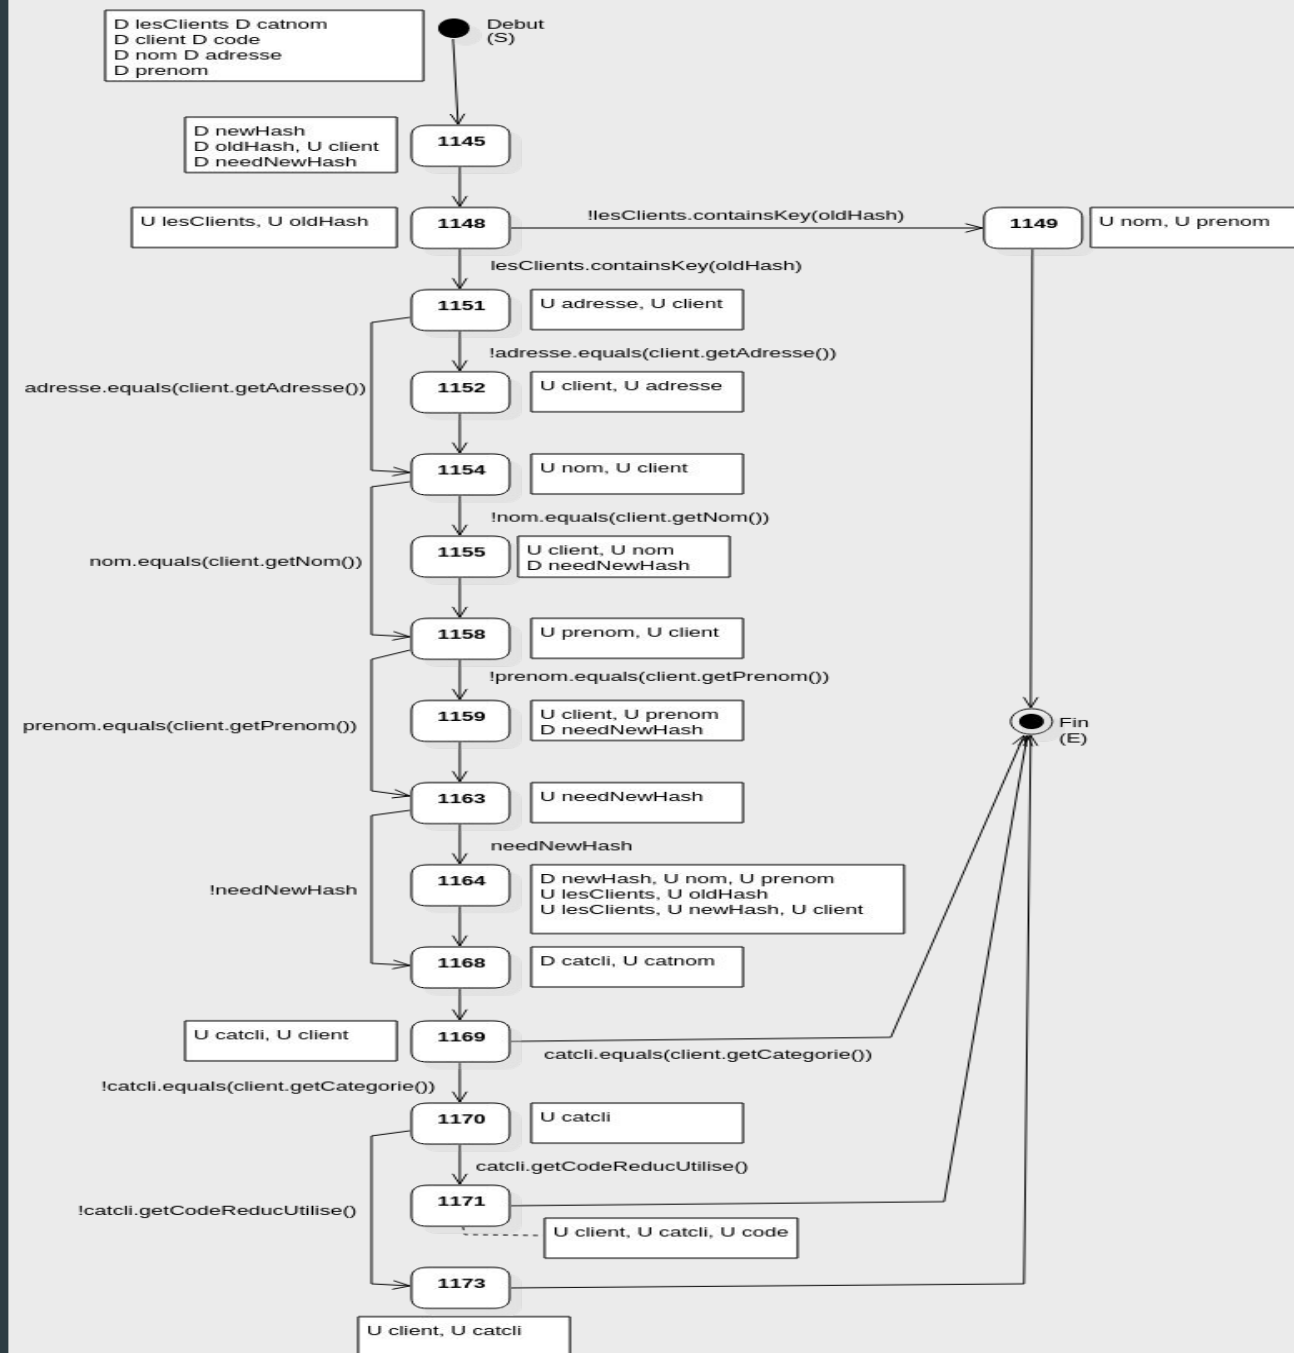 D lesClients D catnom
D client D code
D nom D adresse
D prenom
Debut
(S)
D newHash
D oldHash, U client
D needNewHash
1145
U lesClients, U oldHash
1148
!lesClients.containsKey(oldHash)
1149
U nom, U prenom
lesClients.containsKey(oldHash)
1151
U adresse, U client
!adresse.equals(client.getAdresse())
adresse.equals(client.getAdresse())
1152
U client, U adresse
1154
U nom, U client
!nom.equals(client.getNom())
nom.equals(client.getNom())
1155
U client, U nom
D needNewHash
1158
U prenom, U client
!prenom.equals(client.getPrenom())
prenom.equals(client.getPrenom())
1159
U client, U prenom
D needNewHash
Fin
(E)
1163
U needNewHash
needNewHash
!needNewHash
1164
D newHash, U nom, U prenom
U lesClients, U oldHash
U lesClients, U newHash, U client
1168
D catcli, U catnom
U catcli, U client
1169
catcli.equals(client.getCategorie())
!catcli.equals(client.getCategorie())
1170
U catcli
catcli.getCodeReducUtilise()
!catcli.getCodeReducUtilise()
1171
U client, U catcli, U code
1173
U client, U catcli